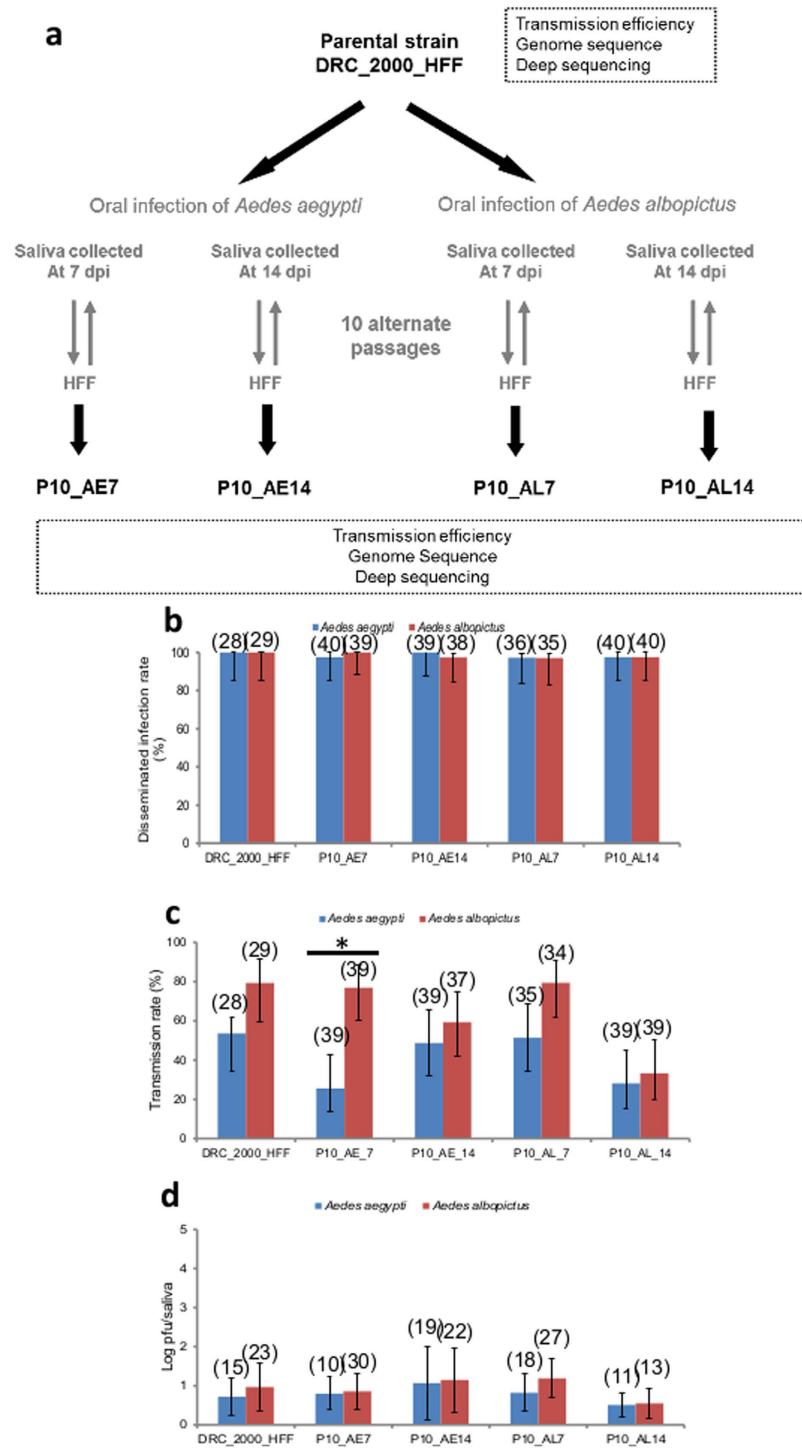 a
Parental strain
DRC_2000_HFF
Transmission efficiency
Genome sequence
Deep sequencing
Oral infection of Aedes aegypti
Oral infection of Aedes albopictus
Saliva collected
At 7 dpi
Saliva collected
At 14 dpi
Saliva collected
At 7 dpi
Saliva collected
At 14 dpi
10 alternate
passages
HFF
HFF
HFF
HFF
P10_AE7
P10_AE14
P10_AL7
P10_AL14
Transmission efficiency
Genome Sequence
Deep sequencing
b
Aedes aegypti
Aedes albopictus
(28) (29) (40) (39) (39) (38) (36) (35) (40) (40)
Disseminated infection rate
(%)
100
80
60
40
20
0
DRC_2000_HFF P10_AE7 P10_AE14 P10_AL7 P10_AL14
c
Aedes aegypti
Aedes albopictus
Transmission rate (%)
100
80
60
40
20
0
*
(28) (29) (39) (39) (39) (37) (35) (34) (39) (39)
DRC_2000_HFF P10_AE_7 P10_AE_14 P10_AL_7 P10_AL_14
d
Aedes aegypti
Aedes albopictus
Log pfu/saliva
5
4
3
2
1
0
(15) (23) (10) (30) (19) (22) (18) (27) (11) (13)
DRC_2000_HFF P10_AE7 P10_AE14 P10_AL7 P10_AL14